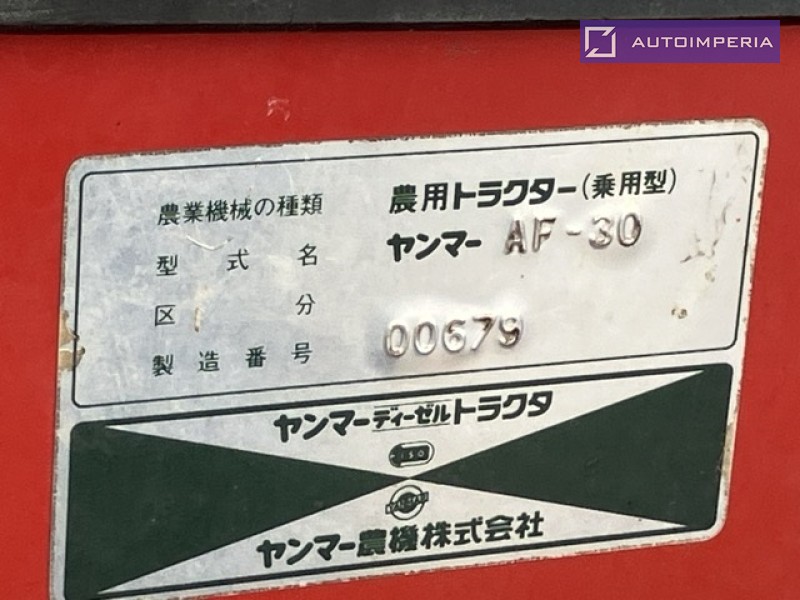 AUTOIMPERIA
農業機械の種類 農用トラクター(乗用型)
型式名 ヤンマー AF-30
区分
製造番号 00679
ヤンマーディーゼルトラクタ
ISO
YANMAR
ヤンマー農機株式会社